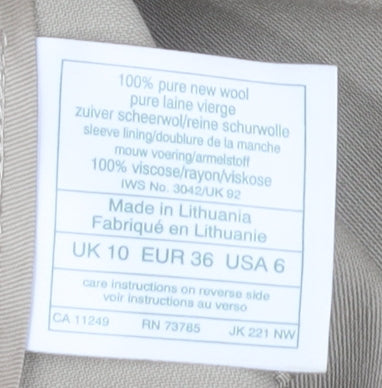 100% pure new wool
pure laine vierge
zuiver scheerwol/reine schurwolle
sleeve lining/doublure de la manche
mouw voering/armelstoff
100% viscose/rayon/viskose
IWS No. 3042/UK 92
Made in Lithuania
Fabriqué en Lithuanie
UK 10 EUR 36 USA 6
care instructions on reverse side
voir instructions au verso
CA 11249 RN 73785 JK 221 NW